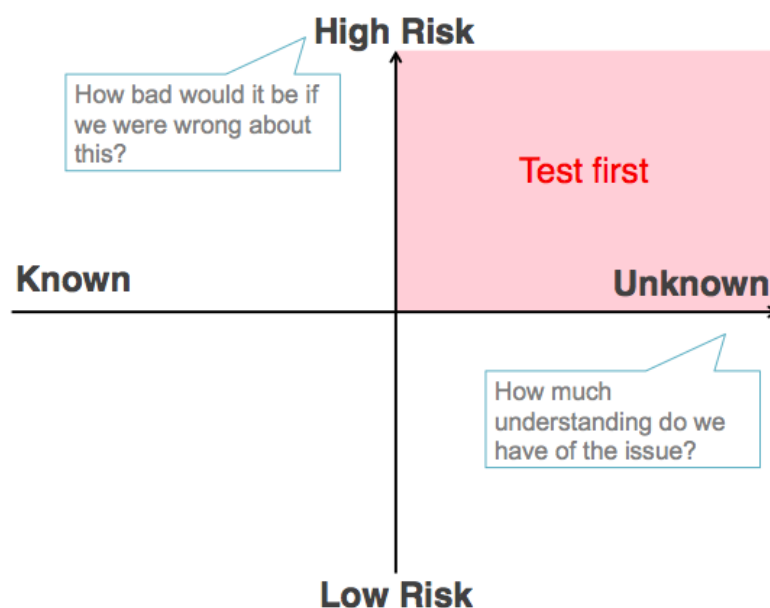 High Risk
How bad would it be if
we were wrong about
this?
Test first
Known
Unknown
How much
understanding do we
have of the issue?
Low Risk